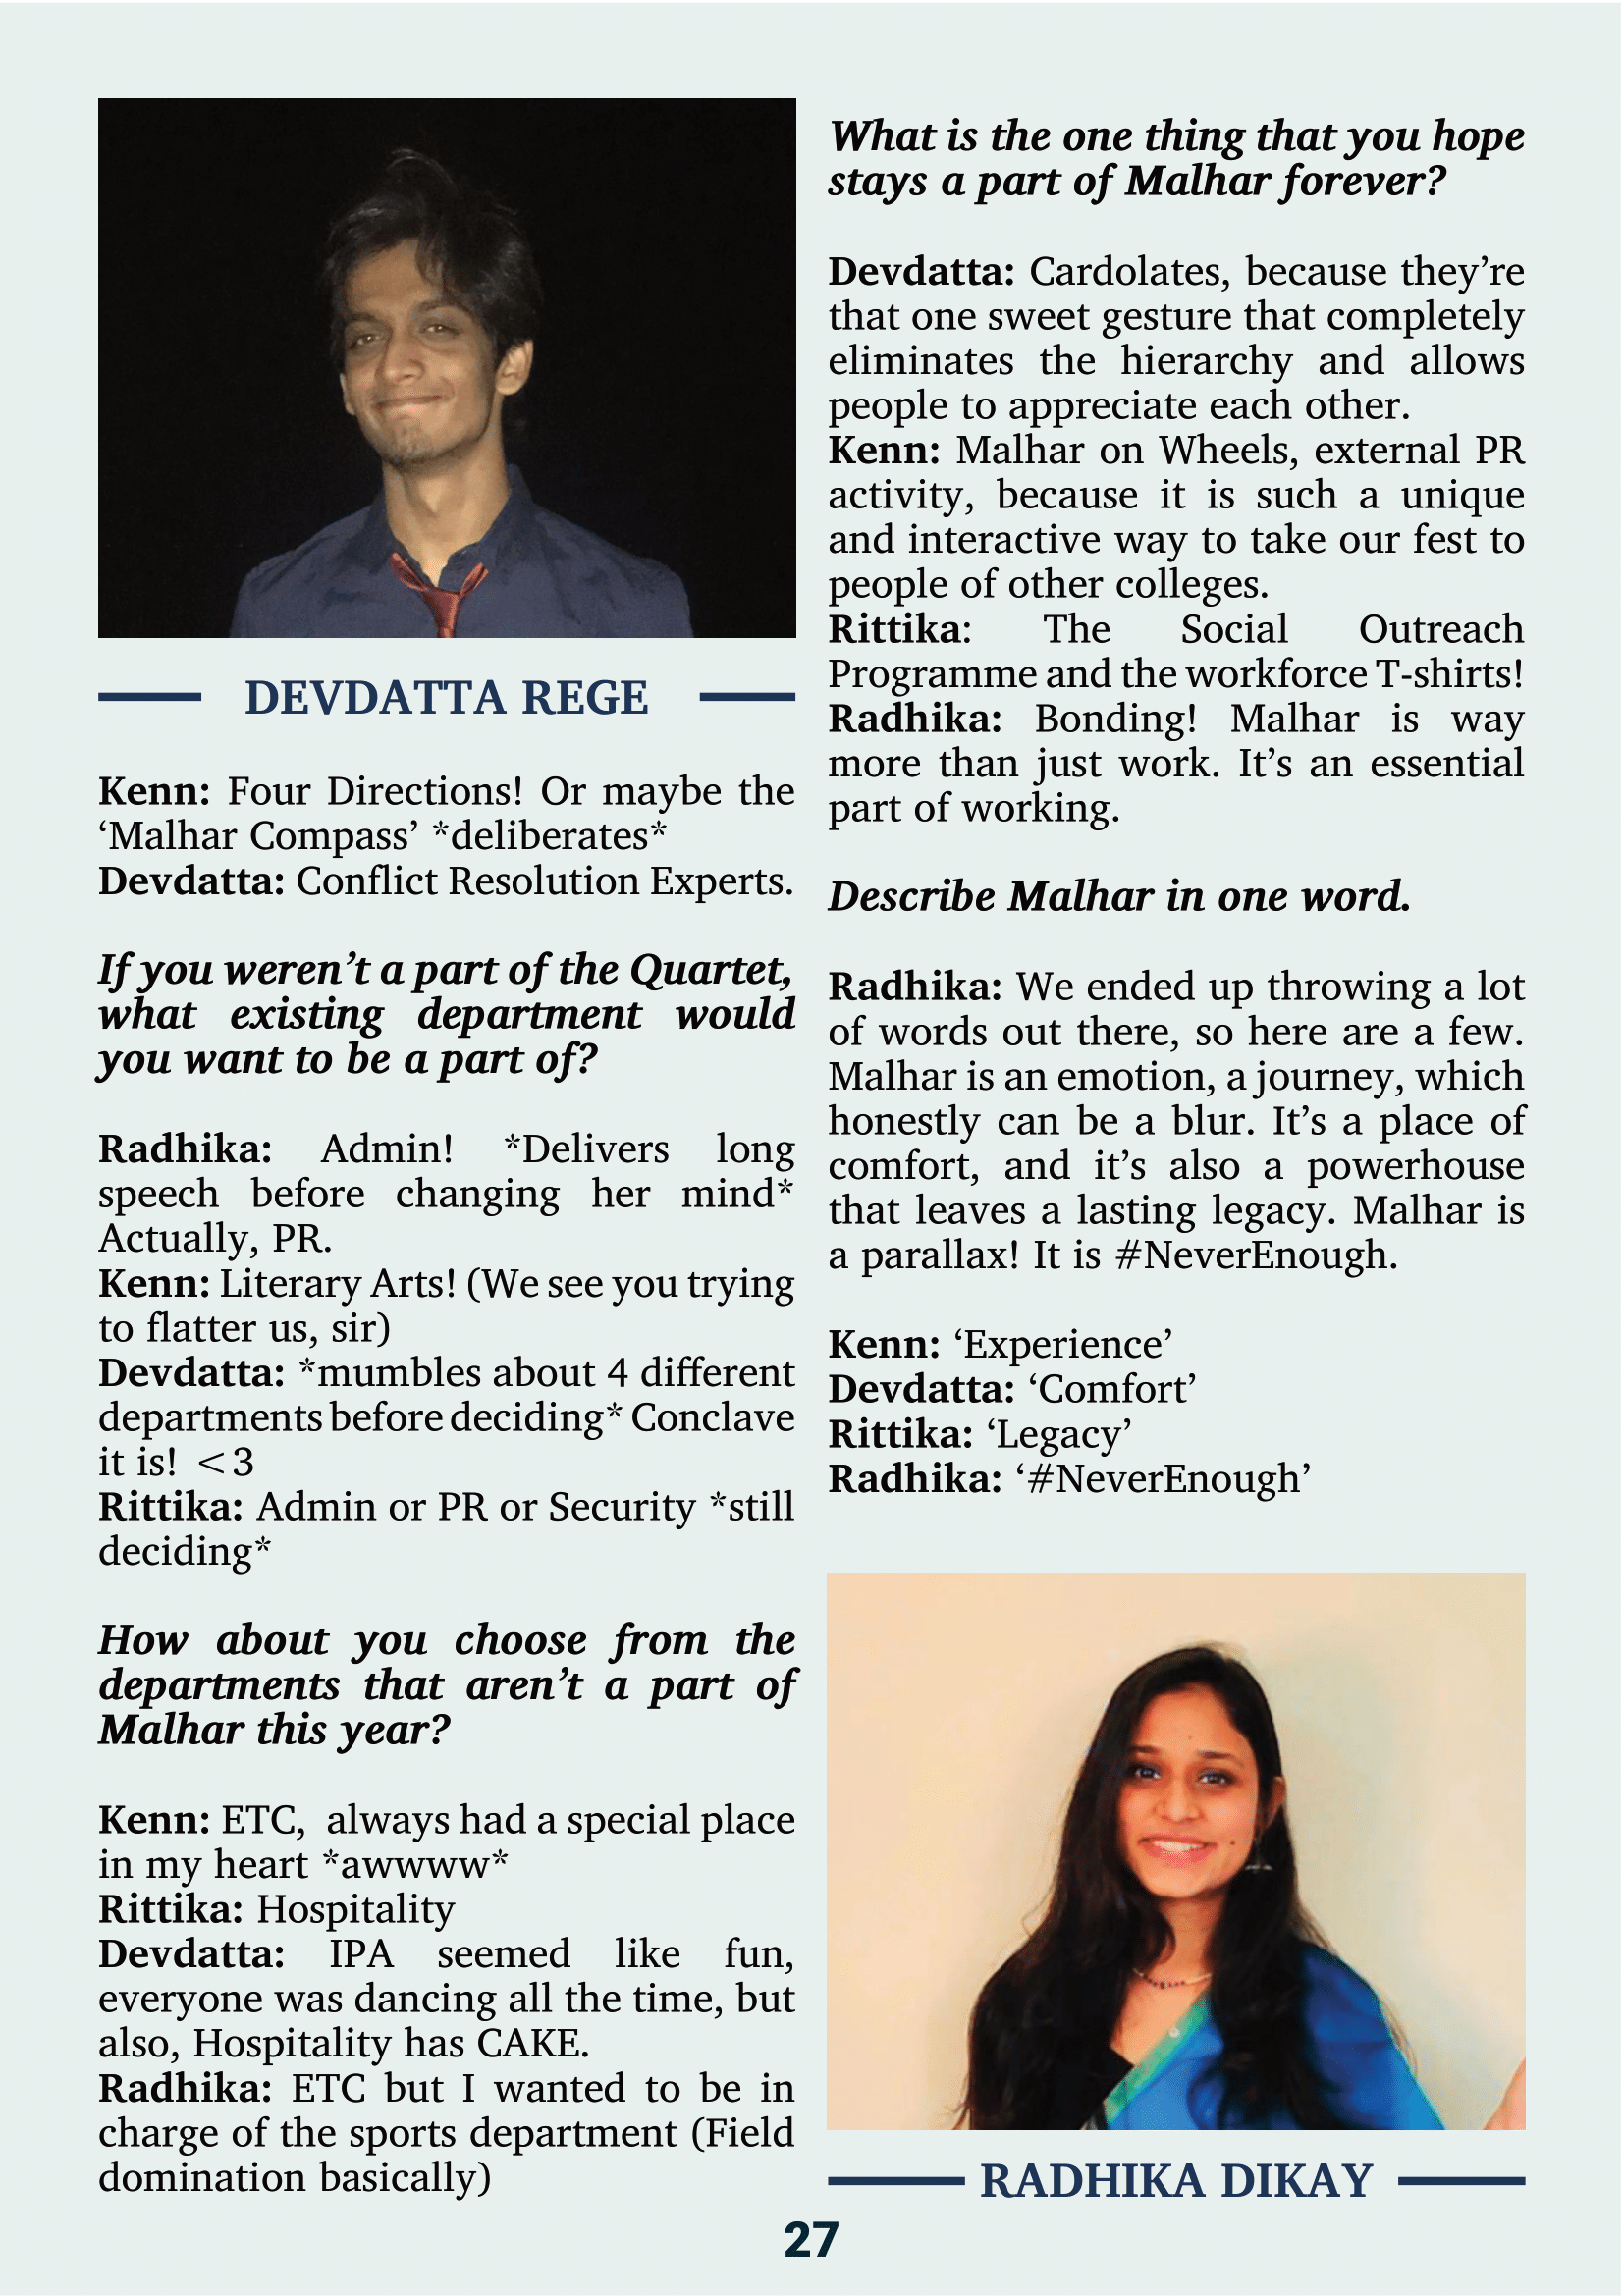 DEVDATTA REGE
Kenn: Four Directions! Or maybe the
‘Malhar Compass’ *deliberates*
Devdatta: Conflict Resolution Experts.
If you weren’t a part of the Quartet,
what existing department would
you want to be a part of?
Radhika: Admin! *Delivers long
speech before changing her mind*
Actually, PR.
Kenn: Literary Arts! (We see you trying
to flatter us, sir)
Devdatta: *mumbles about 4 different
departments before deciding* Conclave
it is! <3
Rittika: Admin or PR or Security *still
deciding*
How about you choose from the
departments that aren’t a part of
Malhar this year?
Kenn: ETC, always had a special place
in my heart *awwww*
Rittika: Hospitality
Devdatta: IPA seemed like fun,
everyone was dancing all the time, but
also, Hospitality has CAKE.
Radhika: ETC but I wanted to be in
charge of the sports department (Field
domination basically)
What is the one thing that you hope
stays a part of Malhar forever?
Devdatta: Cardolates, because they’re
that one sweet gesture that completely
eliminates the hierarchy and allows
people to appreciate each other.
Kenn: Malhar on Wheels, external PR
activity, because it is such a unique
and interactive way to take our fest to
people of other colleges.
Rittika: The Social Outreach
Programme and the workforce T-shirts!
Radhika: Bonding! Malhar is way
more than just work. It’s an essential
part of working.
Describe Malhar in one word.
Radhika: We ended up throwing a lot
of words out there, so here are a few.
Malhar is an emotion, a journey, which
honestly can be a blur. It’s a place of
comfort, and it’s also a powerhouse
that leaves a lasting legacy. Malhar is
a parallax! It is #NeverEnough.
Kenn: ‘Experience’
Devdatta: ‘Comfort’
Rittika: ‘Legacy’
Radhika: ‘#NeverEnough’
RADHIKA DIKAY
27